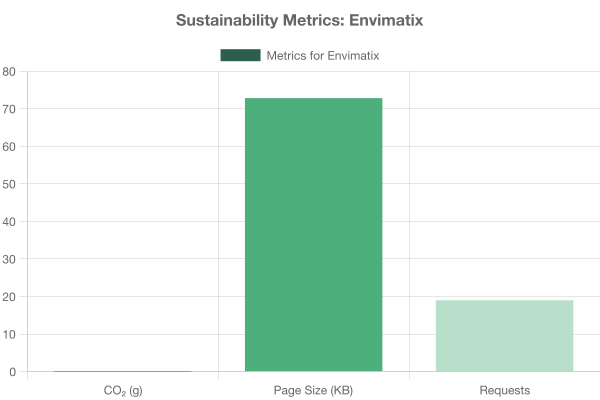 Sustainability Metrics: Envimatix
Metrics for Envimatix
80
70
60
50
40
30
20
10
0
CO₂ (g)
Page Size (KB)
Requests